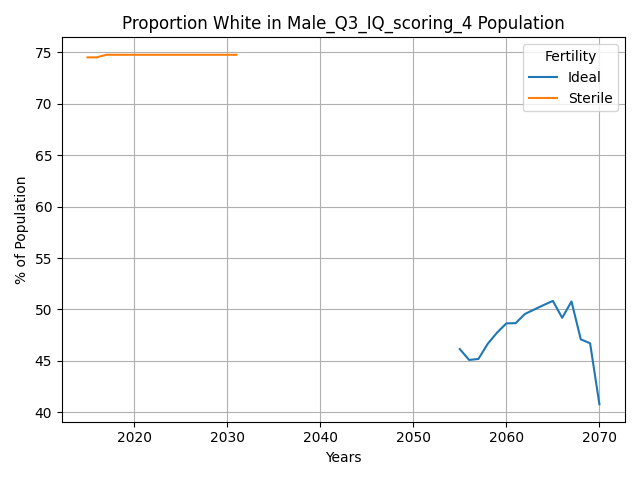 Proportion White in Male_Q3_IQ_scoring_4 Population
Fertility
Ideal
Sterile
% of Population
75
70
65
60
55
50
45
40
2020
2030
2040
2050
2060
2070
Years